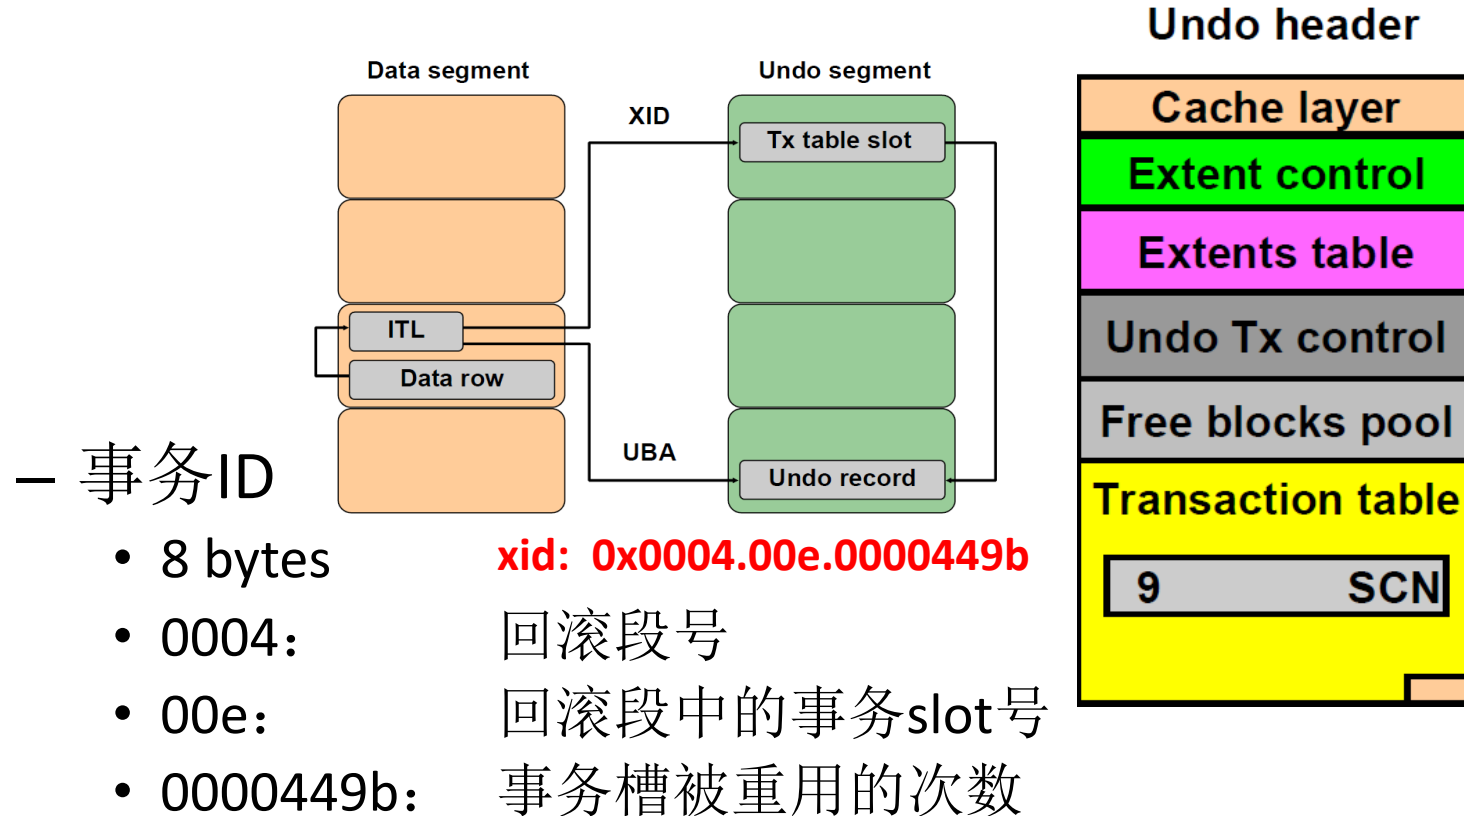 Undo header
Data segment
Undo segment
Cache layer
XID
Tx table slot
Extent control
Extents table
ITL
Undo Tx control
Data row
Free blocks pool
UBA
– 事务ID
Undo record
Transaction table
• 8 bytes
xid: 0x0004.00e.0000449b
9 SCN
• 0004： 回滚段号
• 00e： 回滚段中的事务slot号
• 0000449b： 事务槽被重用的次数